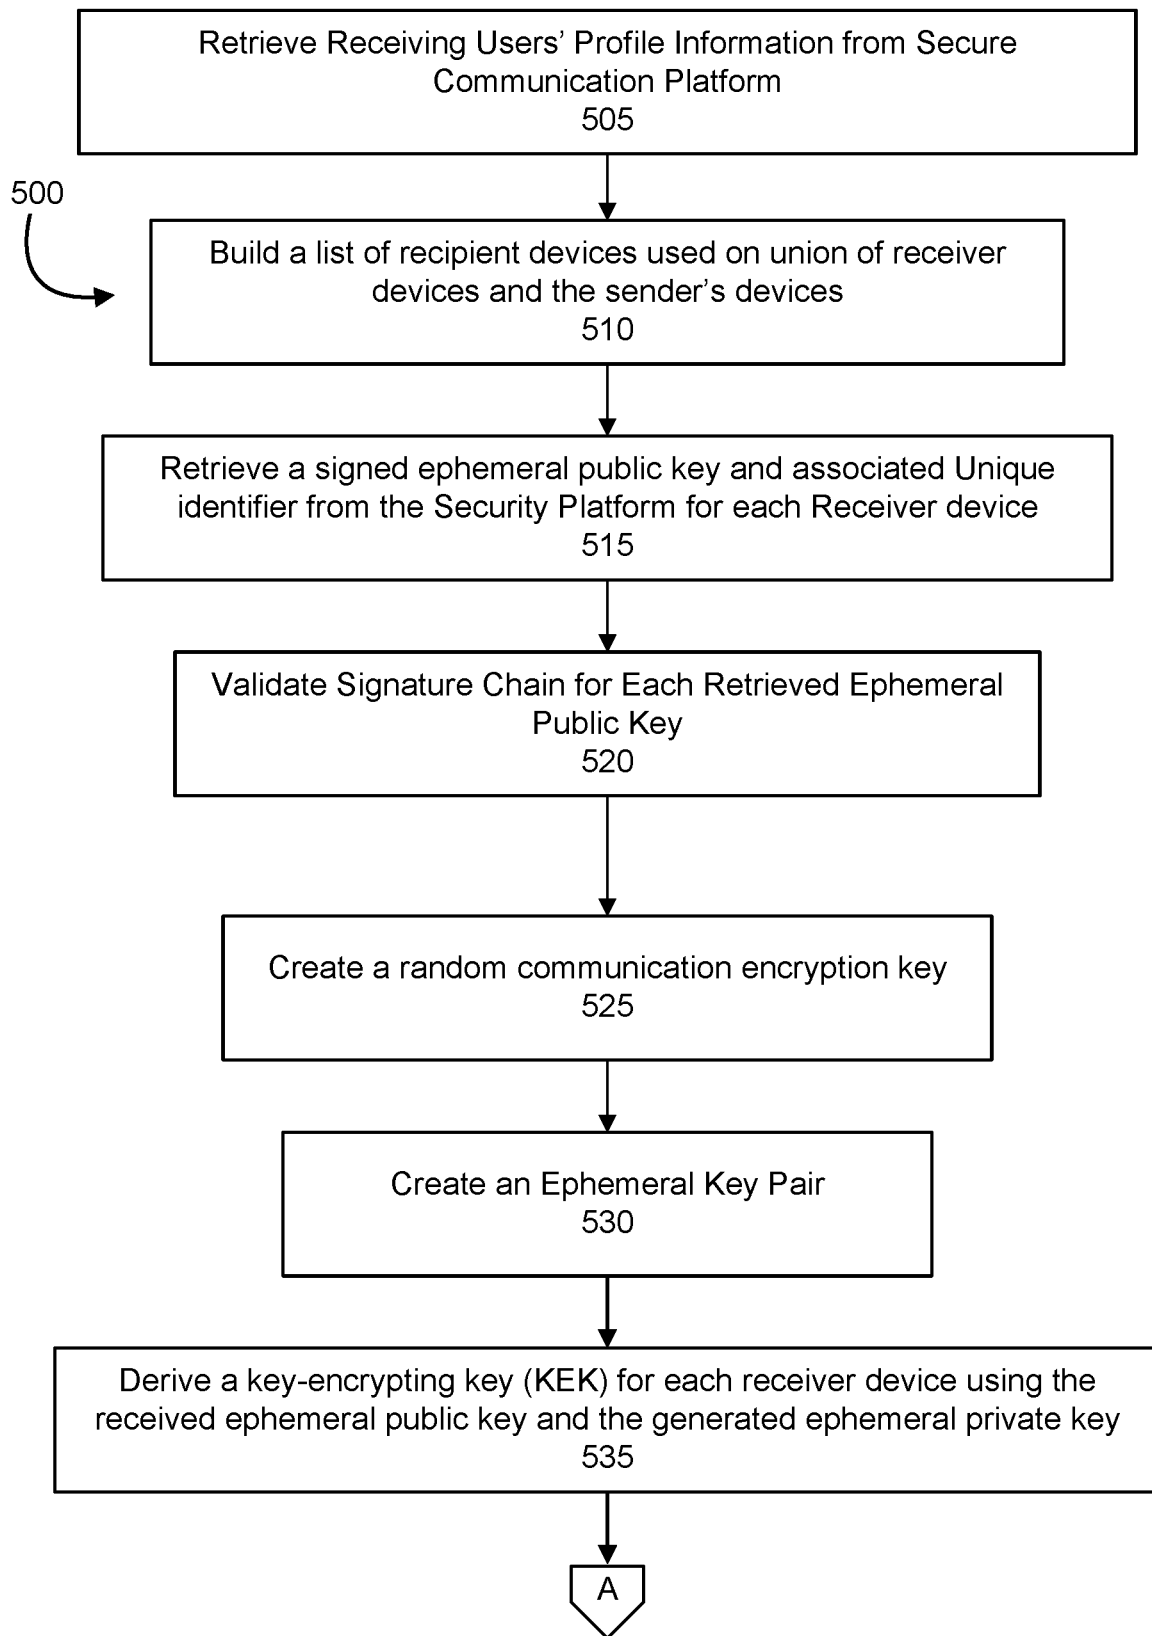 Retrieve Receiving Users’ Profile Information from Secure
Communication Platform
505
500
Build a list of recipient devices used on union of receiver
devices and the sender’s devices
510
Retrieve a signed ephemeral public key and associated Unique
identifier from the Security Platform for each Receiver device
515
Validate Signature Chain for Each Retrieved Ephemeral
Public Key
520
Create a random communication encryption key
525
Create an Ephemeral Key Pair
530
Derive a key-encrypting key (KEK) for each receiver device using the
received ephemeral public key and the generated ephemeral private key
535
A